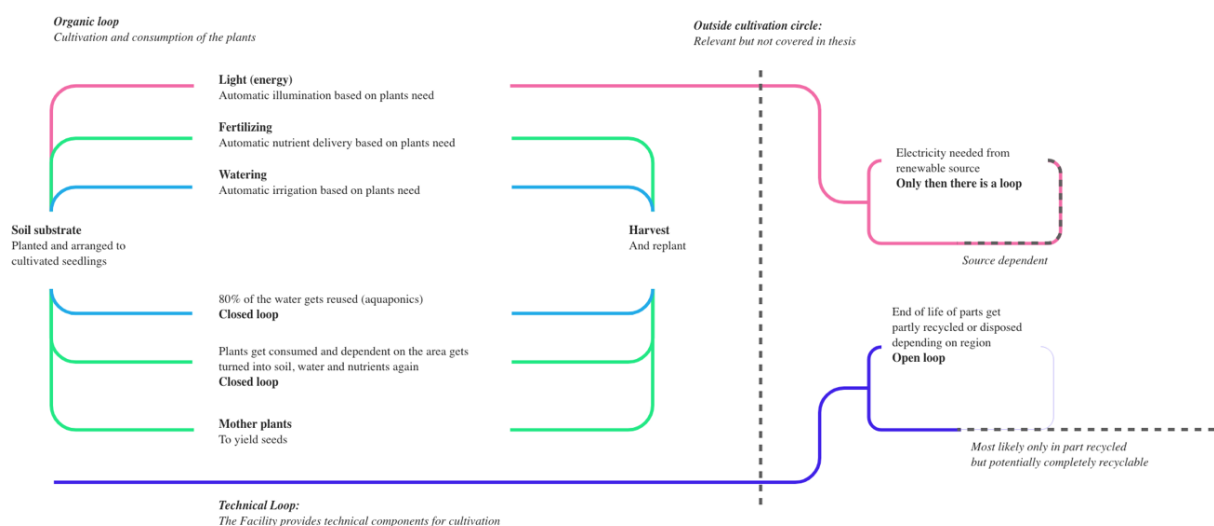 Organic loop
Cultivation and consumption of the plants
Outside cultivation circle:
Relevant but not covered in thesis
Light (energy)
Automatic illumination based on plants need
Fertilizing
Automatic nutrient delivery based on plants need
Watering
Automatic irrigation based on plants need
Electricity needed from
renewable source
Only then there is a loop
Source dependent
Soil substrate
Planted and arranged to
cultivated seedlings
Harvest
And replant
80% of the water gets reused (aquaponics)
Closed loop
Plants get consumed and dependent on the area gets
turned into soil, water and nutrients again
Closed loop
Mother plants
To yield seeds
End of life of parts get
partly recycled or disposed
depending on region
Open loop
Most likely only in part recycled
but potentially completely recyclable
Technical Loop:
The Facility provides technical components for cultivation